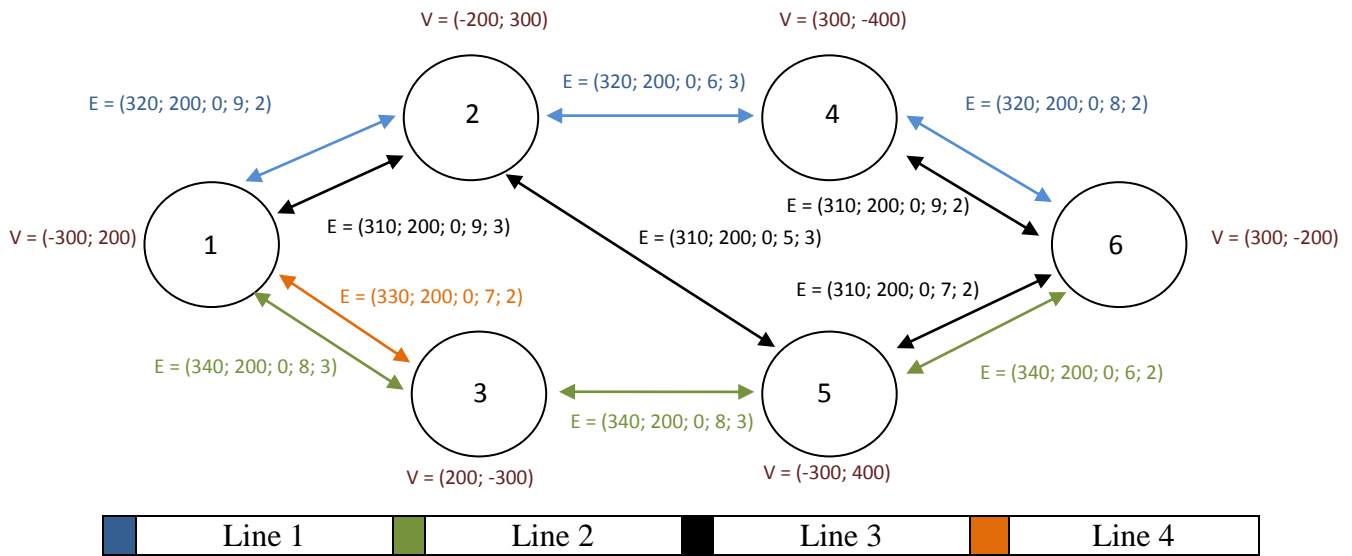 V = (-200; 300)
V = (300; -400)
E = (320; 200; 0; 9; 2)
2
E = (320; 200; 0; 6; 3)
4
E = (320; 200; 0; 8; 2)
V = (-300; 200)
1
E = (310; 200; 0; 9; 3)
E = (310; 200; 0; 5; 3)
E = (310; 200; 0; 9; 2)
6
V = (300; -200)
E = (330; 200; 0; 7; 2)
E = (310; 200; 0; 7; 2)
E = (340; 200; 0; 8; 3)
3
E = (340; 200; 0; 8; 3)
5
E = (340; 200; 0; 6; 2)
V = (200; -300)
V = (-300; 400)
Line 1
Line 2
Line 3
Line 4